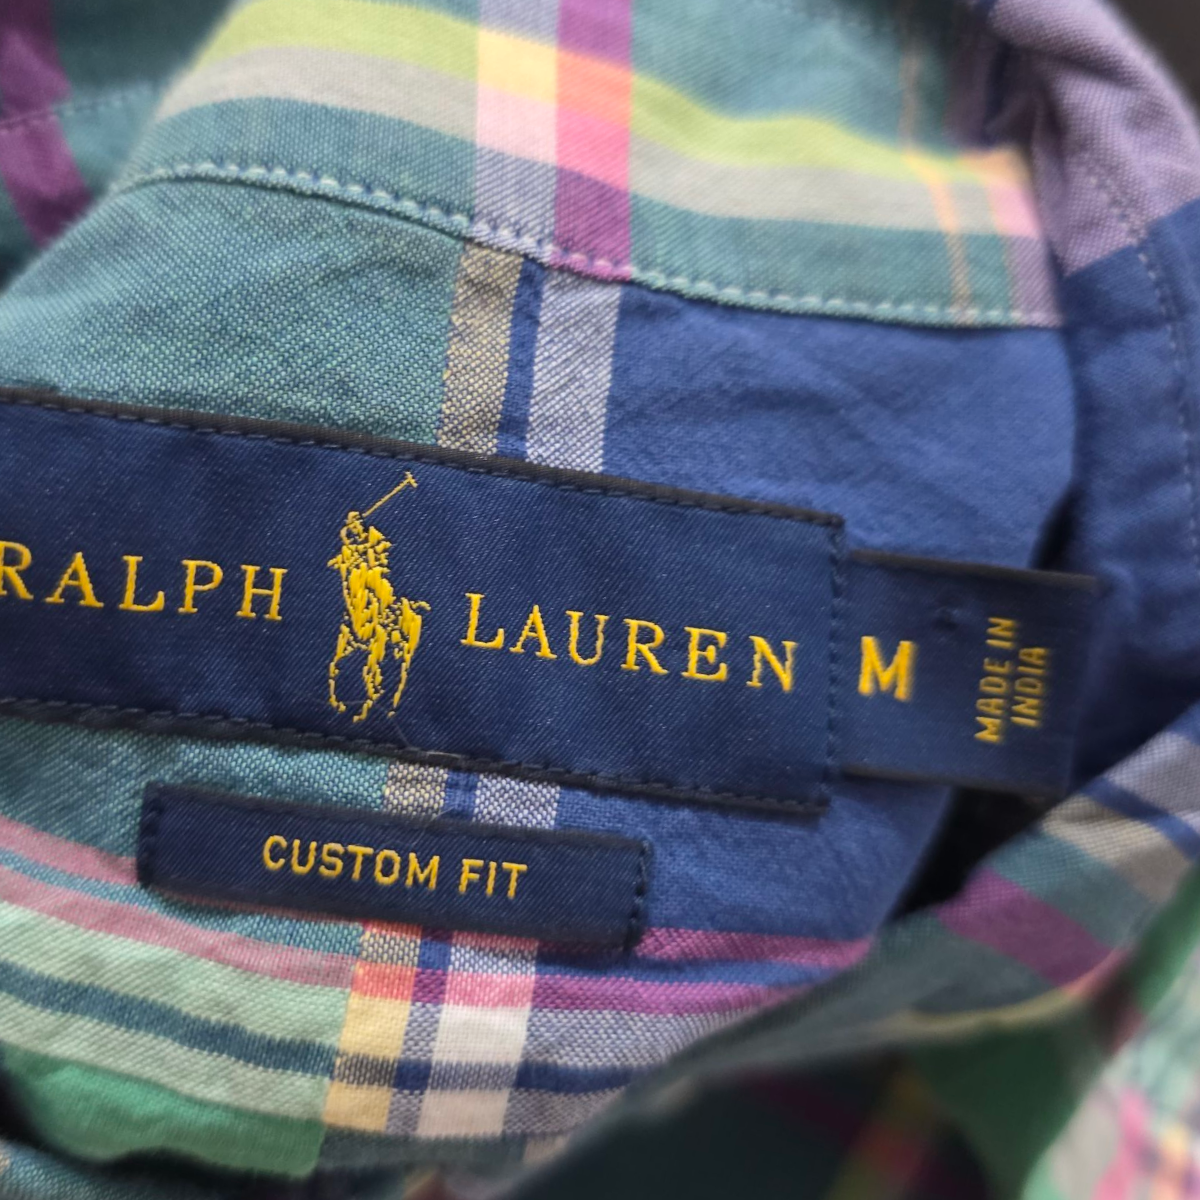 RALPH LAUREN
M
MADE IN
INDIA
CUSTOM FIT